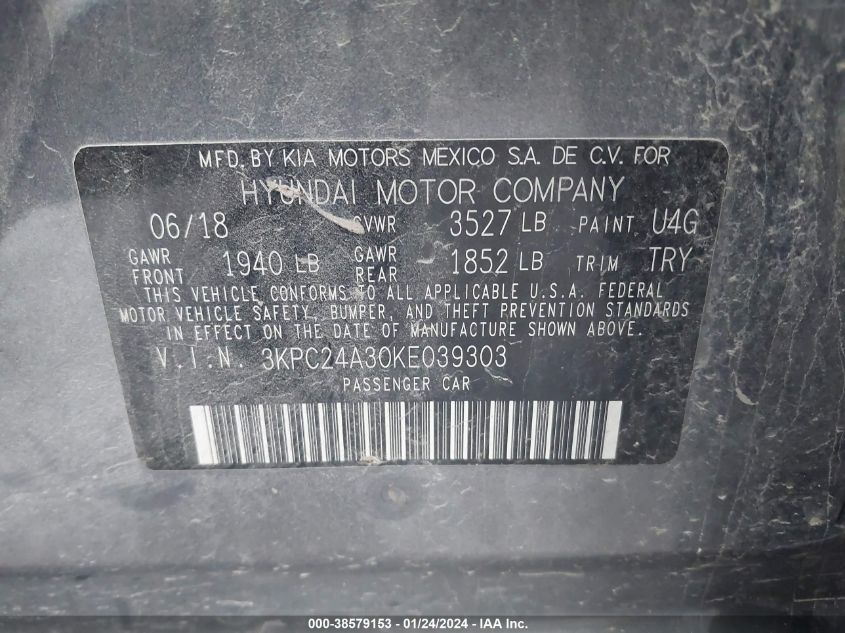 MFD. BY KIA MOTORS MEXICO S.A. DE C.V. FOR
HYUNDAI MOTOR COMPANY
06/18 GVWR 3527 LB PAINT U4G
GAWR FRONT 1940 LB GAWR REAR 1852 LB TRIM TRY
THIS VEHICLE CONFORMS TO ALL APPLICABLE U.S.A. FEDERAL
MOTOR VEHICLE SAFETY, BUMPER, AND THEFT PREVENTION STANDARDS
IN EFFECT ON THE DATE OF MANUFACTURE SHOWN ABOVE.
V.I.N. 3KPC24A30KE039303
PASSENGER CAR
000-38579153 - 01/24/2024 - IAA Inc.